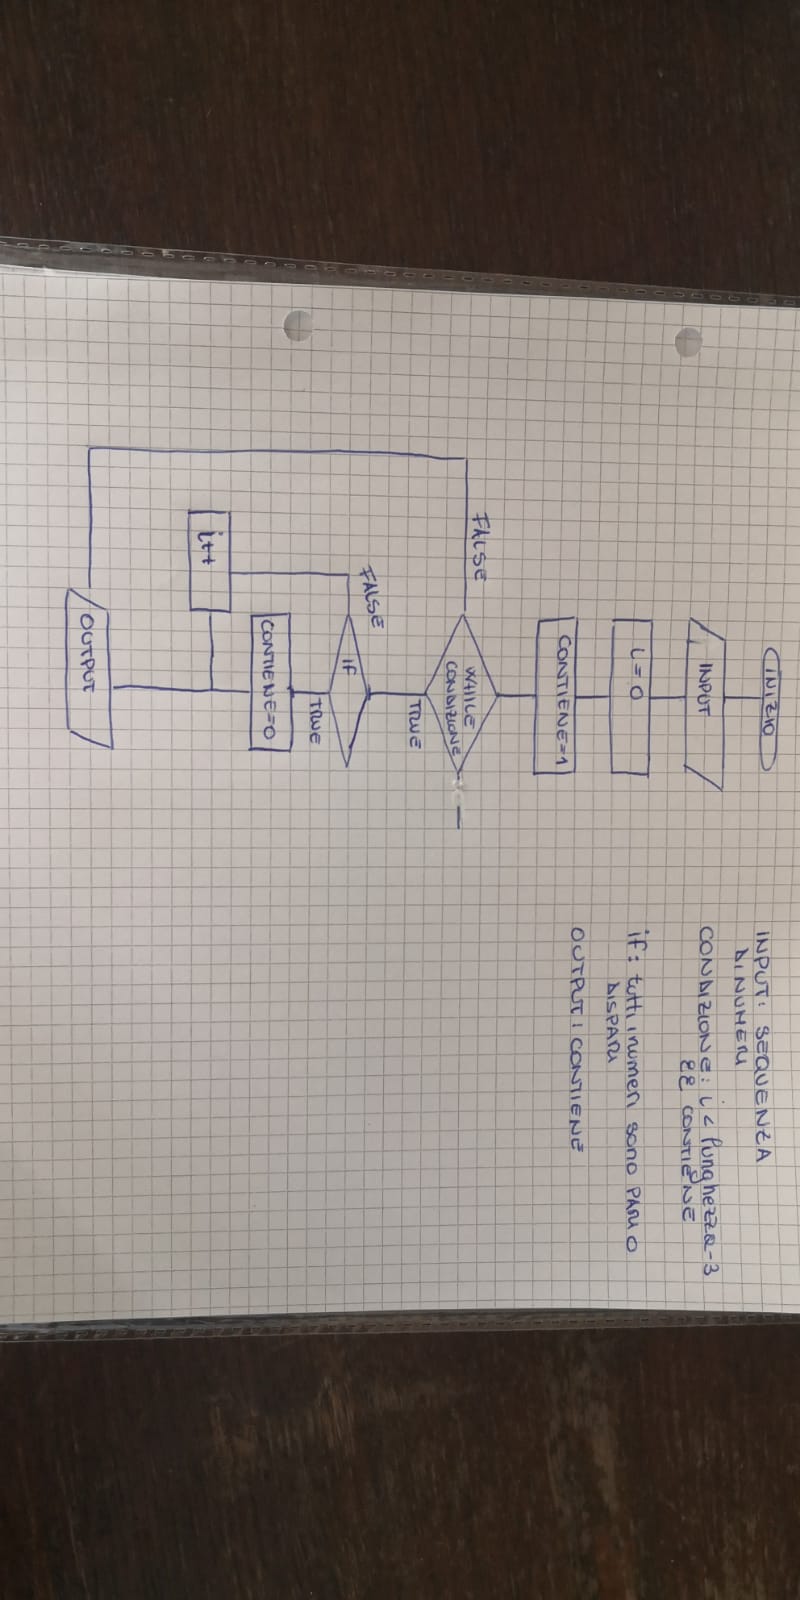 INIZIO
INPUT
i=0
CONTIENE=1
WHILE
CONDIZIONE
FALSE
TRUE
IF
FALSE
TRUE
CONTIENE=0
i++
OUTPUT
INPUT: SEQUENZA
DI NUMERI
CONDIZIONE: i < lunghezza-3
&& CONTIENE
if: tutti i numeri sono PARI O
DISPARI
OUTPUT: CONTIENE